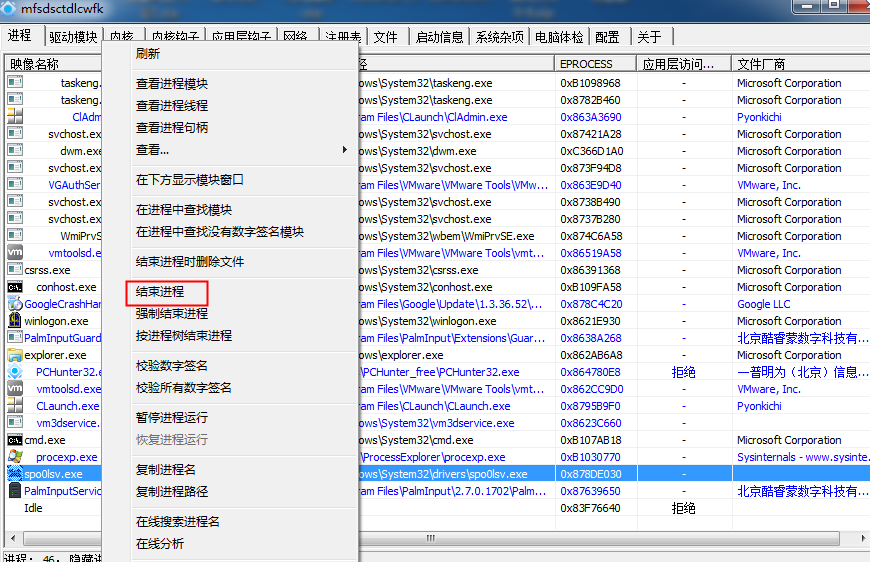 mfsdsctdlcwfk
进程 驱动模块 内核 内核钩子 应用层钩子 网络 注册表 文件 启动信息 系统杂项 电脑体检 配置 关于
映像名称 径 EPROCESS 应用层访问... 文件厂商
刷新
查看进程模块
查看进程线程
查看进程句柄
查看...
在下方显示模块窗口
在进程中查找模块
在进程中查找没有数字签名模块
结束进程时删除文件
结束进程
强制结束进程
按进程树结束进程
校验数字签名
校验所有数字签名
暂停进程运行
恢复进程运行
复制进程名
复制进程路径
在线搜索进程名
在线分析
taskeng. ows\System32\taskeng.exe 0xB1098968 - Microsoft Corporation
taskeng. ows\System32\taskeng.exe 0x8782B460 - Microsoft Corporation
ClAdm ram Files\CLaunch\ClAdmin.exe 0x863A3690 - Pyonkichi
svchost.ex ows\System32\svchost.exe 0x87421A28 - Microsoft Corporation
dwm.ex ows\System32\dwm.exe 0xC366D1A0 - Microsoft Corporation
svchost.ex ows\System32\svchost.exe 0x873F94D8 - Microsoft Corporation
VGAuthSer ram Files\VMware\VMware Tools\VMw... 0x863E9D40 - VMware, Inc.
svchost.ex ows\System32\svchost.exe 0x8738B490 - Microsoft Corporation
svchost.ex ows\System32\svchost.exe 0x8737B280 - Microsoft Corporation
WmiPrvS ows\System32\wbem\WmiPrvSE.exe 0x874C6A58 - Microsoft Corporation
vmtoolsd.e ram Files\VMware\VMware Tools\vmt... 0x86519A58 - VMware, Inc.
csrss.exe ows\System32\csrss.exe 0x86391368 - Microsoft Corporation
conhost.exe ows\System32\conhost.exe 0xB109FA58 - Microsoft Corporation
GoogleCrashHan ram Files\Google\Update\1.3.36.52\... 0x878C4C20 - Google LLC
winlogon.exe ows\System32\winlogon.exe 0x8621E930 - Microsoft Corporation
PalmInputGuard ram Files\PalmInput\Extensions\Guar... 0x8638A268 - 北京酷睿蒙数字科技有...
explorer.exe ows\explorer.exe 0x862AB6A8 - Microsoft Corporation
PCHunter32.exe \PCHunter_free\PCHunter32.exe 0x864780E8 拒绝 一普明为（北京）信息...
vmtoolsd.exe ram Files\VMware\VMware Tools\vmt... 0x862CC9D0 - VMware, Inc.
CLaunch.exe ram Files\CLaunch\CLaunch.exe 0x8795B9F0 - Pyonkichi
vm3dservice.exe ows\System32\vm3dservice.exe 0x8623C660 -
cmd.exe ows\System32\cmd.exe 0xB107AB18 - Microsoft Corporation
procexp.exe \ProcessExplorer\procexp.exe 0xB1030770 - Sysinternals - www.sysinte...
spo0lsv.exe ows\System32\drivers\spo0lsv.exe 0x878DE030 -
PalmInputServic ram Files\PalmInput\2.7.0.1702\Palm... 0x87639650 - 北京酷睿蒙数字科技有...
Idle 0x83F76640 拒绝
进程: 46, 隐藏进